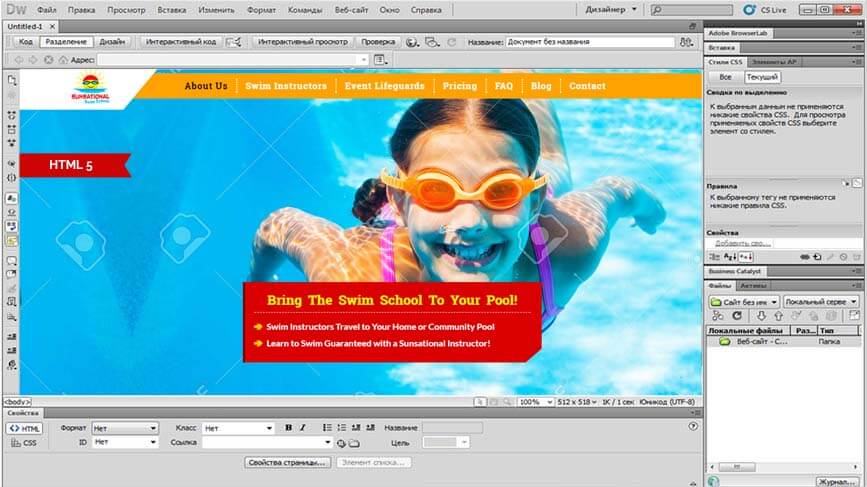 Dw Файл Правка Просмотр Вставка Изменить Формат Команды Веб-сайт Окно Справка Дизайнер CS Live
Untitled-1
Код Разделение Дизайн Интерактивный код Интерактивный просмотр Проверка Название: Документ без названия
Адрес:
About Us Swim Instructors Event Lifeguards Pricing FAQ Blog Contact
SUNSATIONAL
Swim School
HTML 5
Bring The Swim School To Your Pool!
Swim Instructors Travel to Your Home or Community Pool
Learn to Swim Guaranteed with a Sunsational Instructor!
<body> 100% 512 x 518 1K / 1 сек Юникод (UTF-8)
Свойства
HTML Формат Нет Класс Нет B I Название
CSS ID Нет Ссылка Цель
Свойства страницы... Элемент списка...
Adobe BrowserLab
Вставка
Стили CSS Элементы AP
Все Текущий
Сводка по выделению
К выбранным данным не применяются
никакие свойства CSS. Для просмотра
применяемых свойств CSS выберите
элемент со стилем.
Правила
К выбранному тегу не применяются
никакие правила CSS.
Свойства
Добавить сво...
Business Catalyst
Файлы Активы
Сайт без имен Локальный серве
Локальные файлы Раз... Тип
Веб-сайт - С... Папка
Журнал...